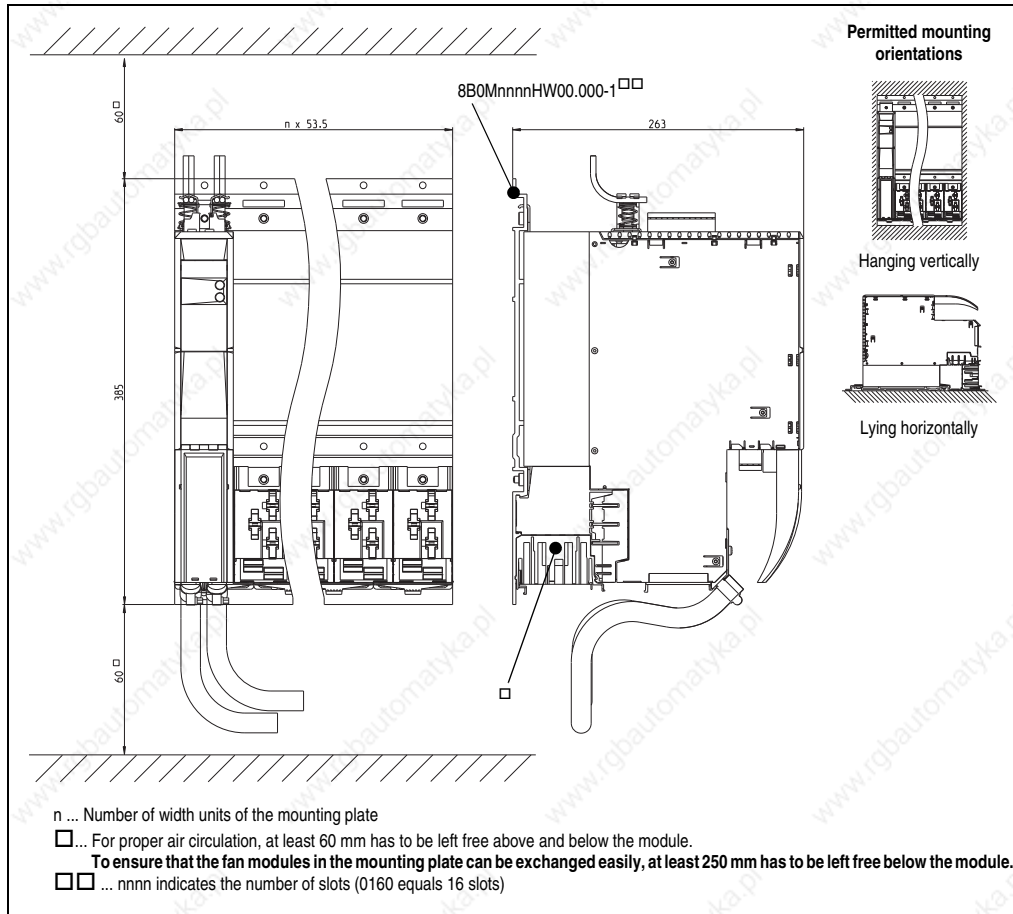 Permitted mounting
orientations
8B0MnnnnHW00.000-1□□
60 □
n x 53.5
263
Hanging vertically
385
Lying horizontally
60 □
□
n ... Number of width units of the mounting plate
□... For proper air circulation, at least 60 mm has to be left free above and below the module.
To ensure that the fan modules in the mounting plate can be exchanged easily, at least 250 mm has to be left free below the module.
□□ ... nnnn indicates the number of slots (0160 equals 16 slots)
www.rgbautomatyka.pl